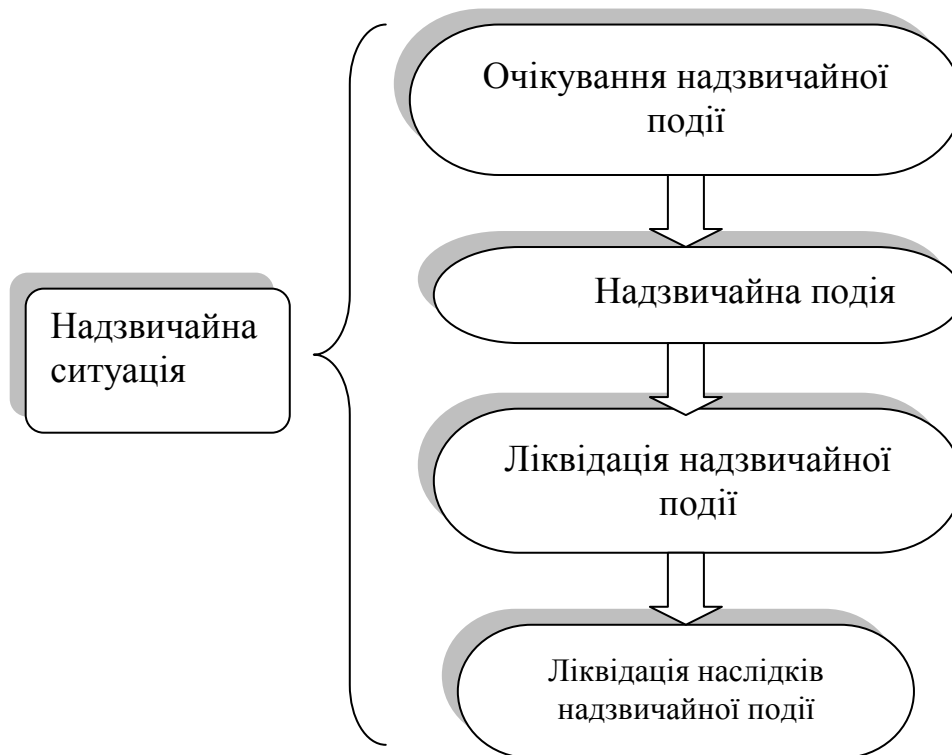 Надзвичайна
ситуація
Очікування надзвичайної
події
Надзвичайна подія
Ліквідація надзвичайної
події
Ліквідація наслідків
надзвичайної події